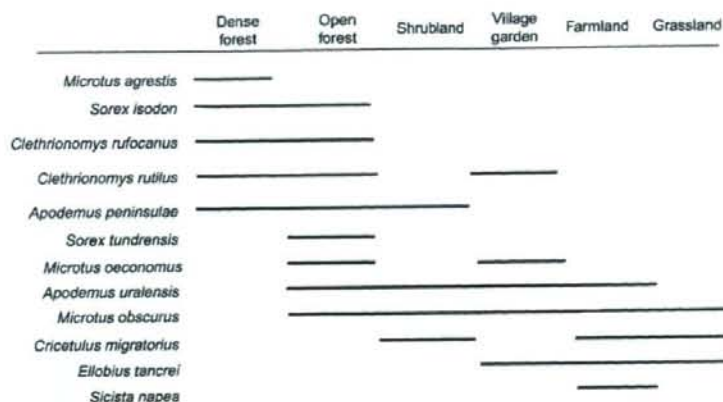 Dense forest
Open forest
Shrubland
Village garden
Farmland
Grassland
Microtus agrestis
Sorex isodon
Clethrionomys rufocanus
Clethrionomys rutilus
Apodemus peninsulae
Sorex tundrensis
Microtus oeconomus
Apodemus uralensis
Microtus obscurus
Cricetulus migratorius
Ellobius tancrei
Sicista napea